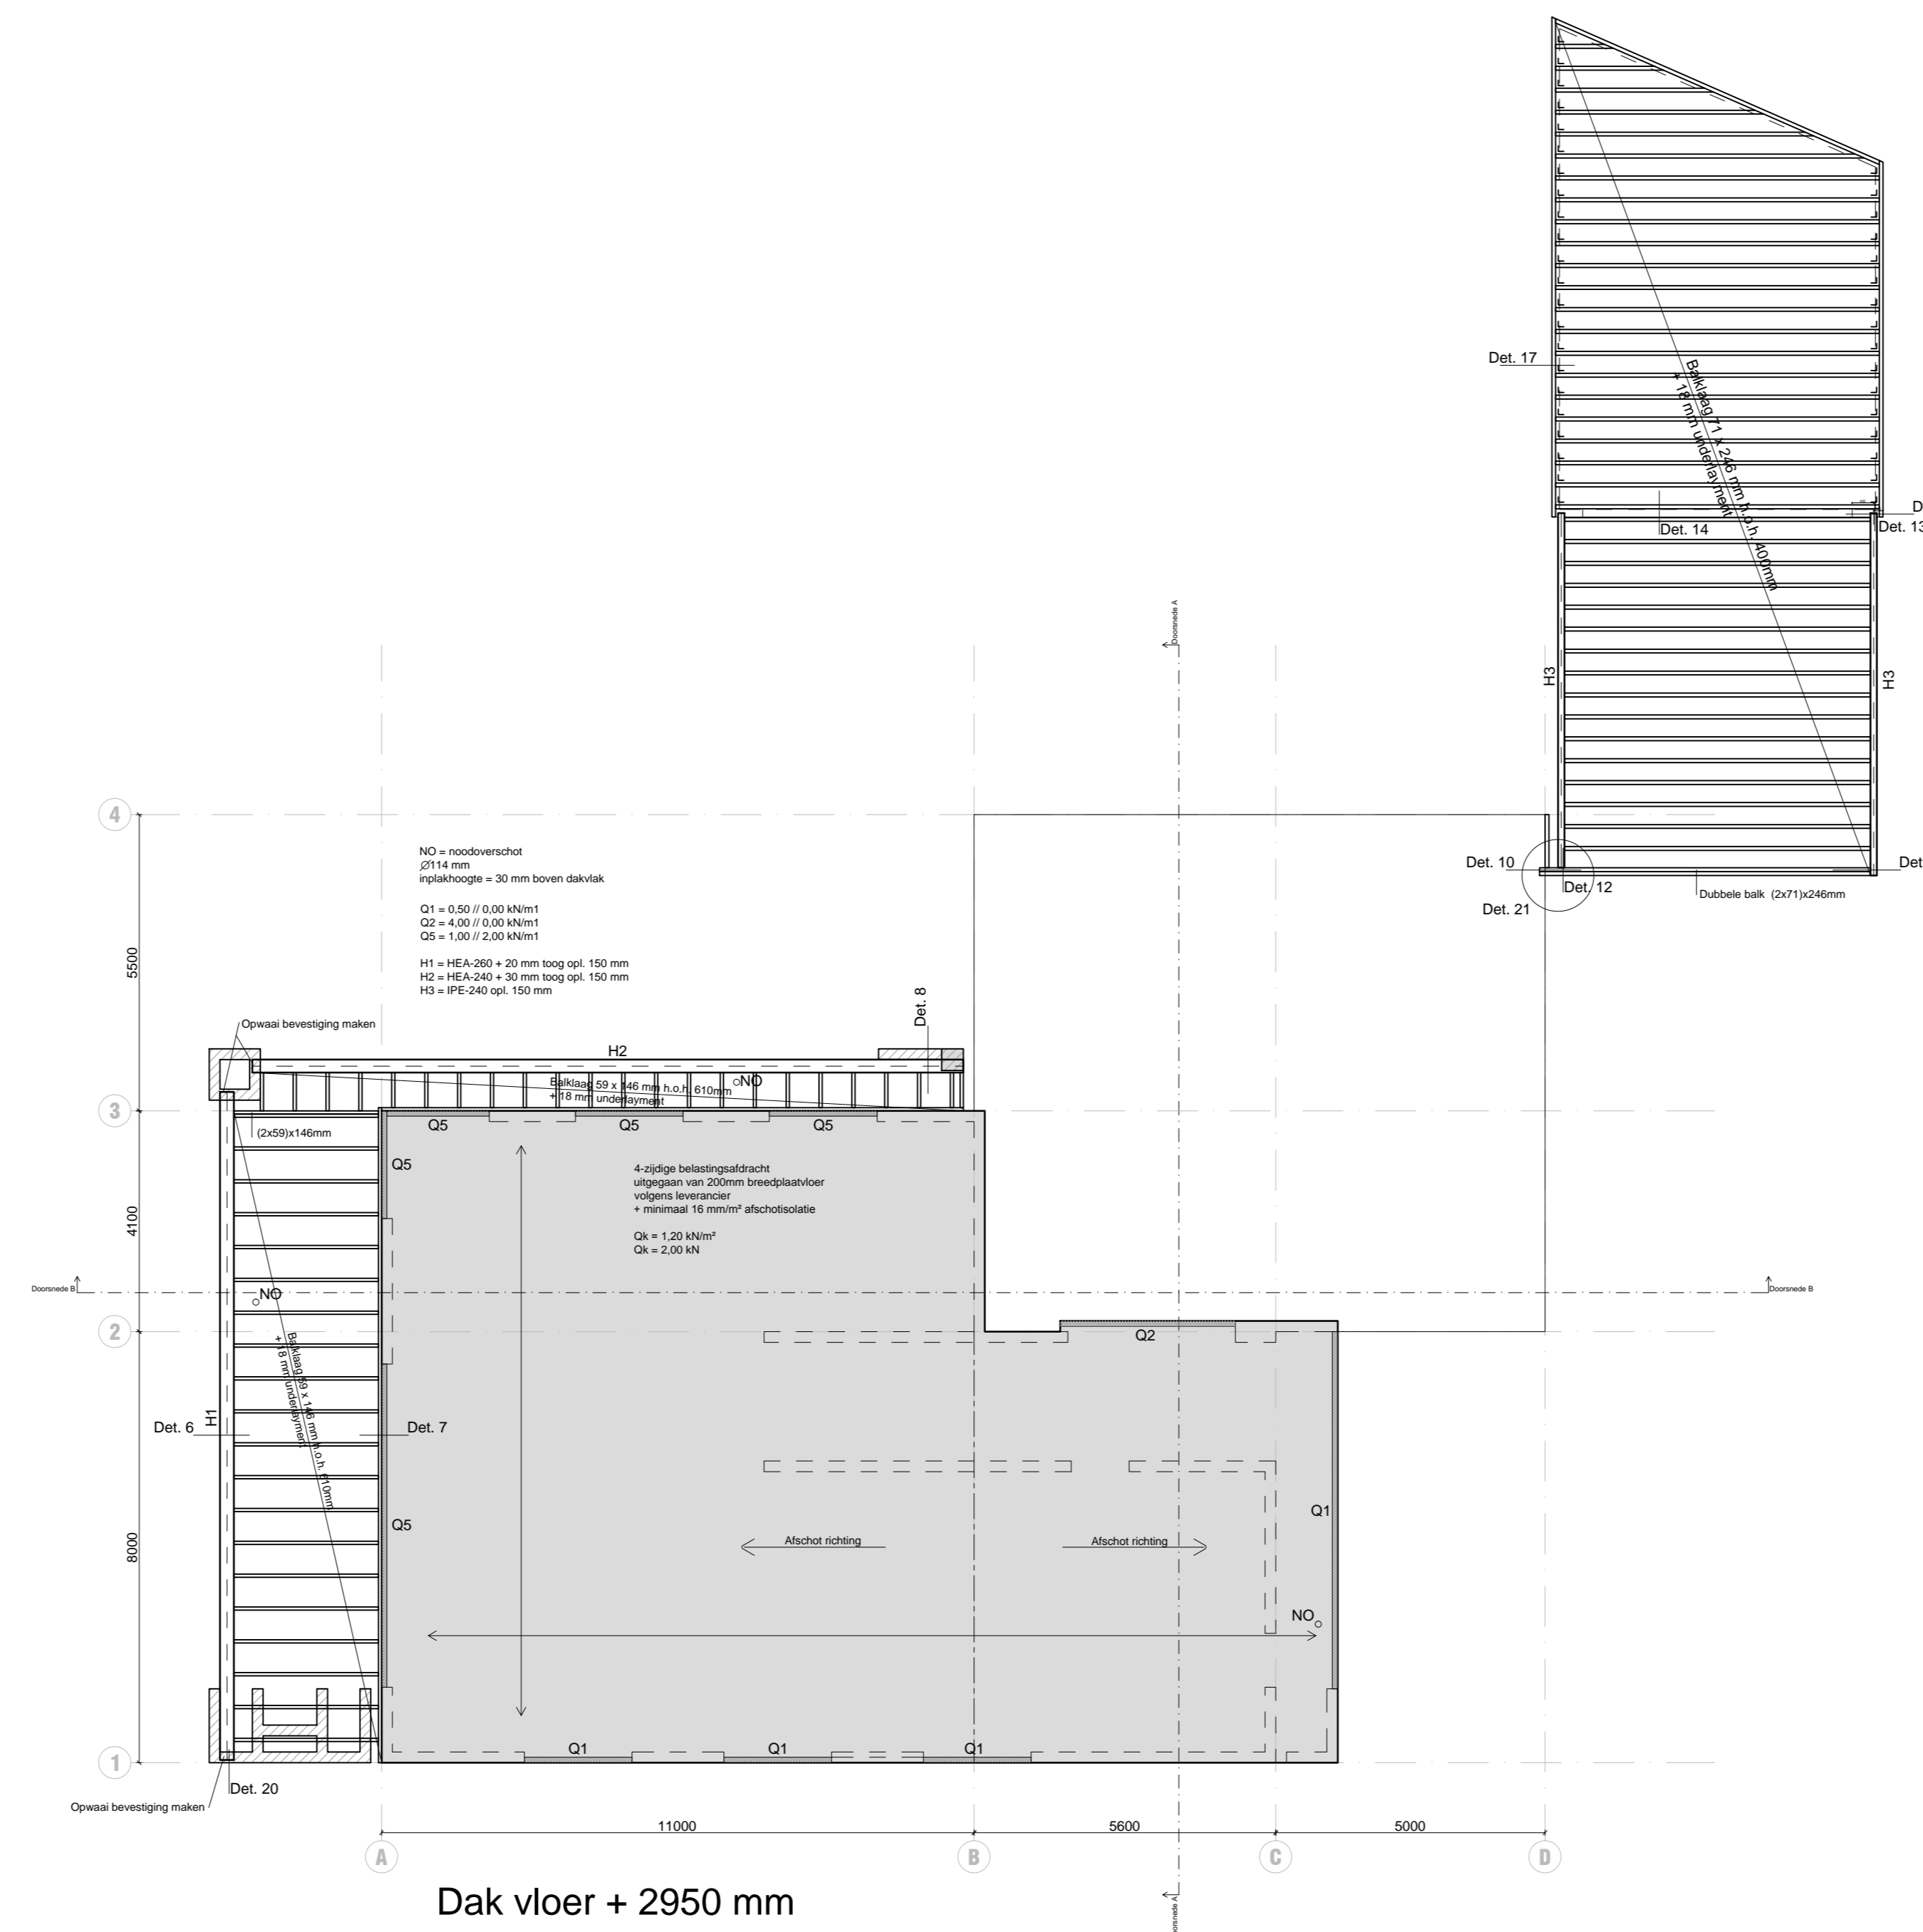 Det. 17
Balklaag 71 x 246 mm h.o.h. 400mm
+ 18 mm underlayment
Det. 14
D
Det. 13
Doorsnede A
H3
H3
4
NO = noodoverschot
Ø114 mm
inplakhoogte = 30 mm boven dakvlak
Q1 = 0,50 // 0,00 kN/m1
Q2 = 4,00 // 0,00 kN/m1
Q5 = 1,00 // 2,00 kN/m1
H1 = HEA-260 + 20 mm toog opl. 150 mm
H2 = HEA-240 + 30 mm toog opl. 150 mm
H3 = IPE-240 opl. 150 mm
Det. 10
Det. 12
Det
Dubbele balk (2x71)x246mm
Det. 21
5500
Det. 8
Opwaai bevestiging maken
H2
Balklaag 59 x 146 mm h.o.h. 610mm
+ 18 mm underlayment
NO
3
(2x59)x146mm
Q5
Q5
Q5
Q5
4-zijdige belastingsafdracht
uitgegaan van 200mm breedplaatvloer
volgens leverancier
+ minimaal 16 mm/m² afschotisolatie
Qk = 1,20 kN/m²
Qk = 2,00 kN
4100
Doorsnede B
NO
Doorsnede B
2
Q2
Balklaag 59 x 146 mm h.o.h. 610mm
+ 18 mm underlayment
Det. 6
H1
Det. 7
Q5
Q1
8000
Afschot richting
Afschot richting
NO
1
Q1
Q1
Q1
Det. 20
Opwaai bevestiging maken
11000
5600
5000
A
B
C
D
Dak vloer + 2950 mm
Doorsnede A